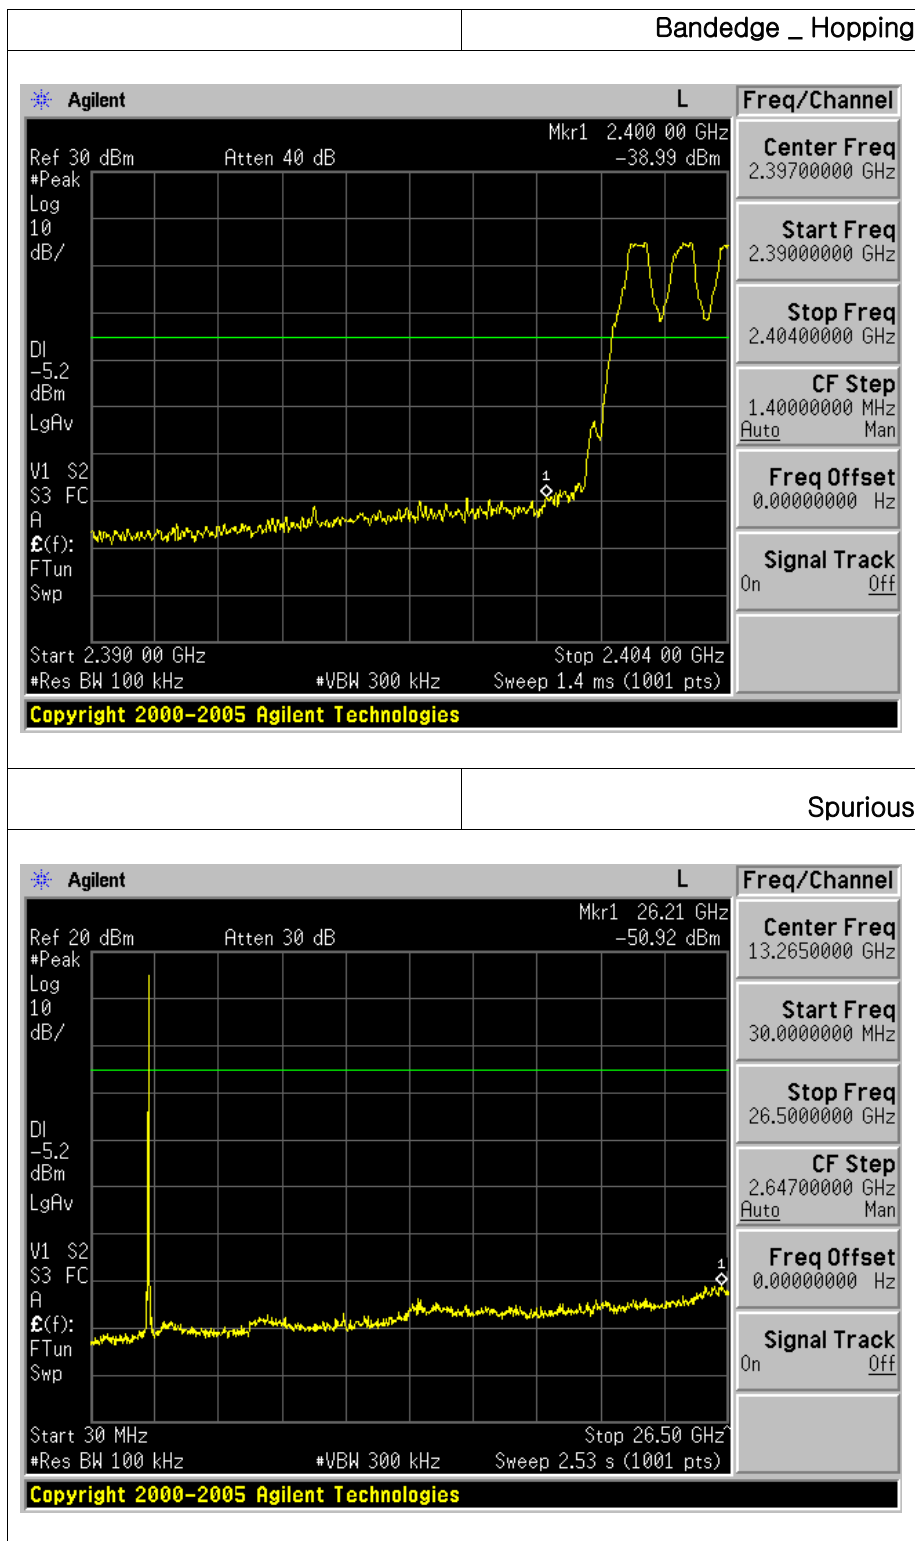 Bandedge _ Hopping
Agilent L Freq/Channel
Mkr1 2.400 00 GHz
Ref 30 dBm Atten 40 dB -38.99 dBm
#Peak
Log
10
dB/
DI
-5.2
dBm
LgAv
V1 S2
S3 FC
A
£(f):
FTun
Swp
1
Start 2.390 00 GHz Stop 2.404 00 GHz
#Res BW 100 kHz #VBW 300 kHz Sweep 1.4 ms (1001 pts)
Center Freq
2.39700000 GHz
Start Freq
2.39000000 GHz
Stop Freq
2.40400000 GHz
CF Step
1.40000000 MHz
Auto Man
Freq Offset
0.00000000 Hz
Signal Track
On Off
Copyright 2000-2005 Agilent Technologies
Spurious
Agilent L Freq/Channel
Mkr1 26.21 GHz
Ref 20 dBm Atten 30 dB -50.92 dBm
#Peak
Log
10
dB/
DI
-5.2
dBm
LgAv
V1 S2
S3 FC
A
£(f):
FTun
Swp
1
Start 30 MHz Stop 26.50 GHz^
#Res BW 100 kHz #VBW 300 kHz Sweep 2.53 s (1001 pts)
Center Freq
13.2650000 GHz
Start Freq
30.0000000 MHz
Stop Freq
26.5000000 GHz
CF Step
2.64700000 GHz
Auto Man
Freq Offset
0.00000000 Hz
Signal Track
On Off
Copyright 2000-2005 Agilent Technologies